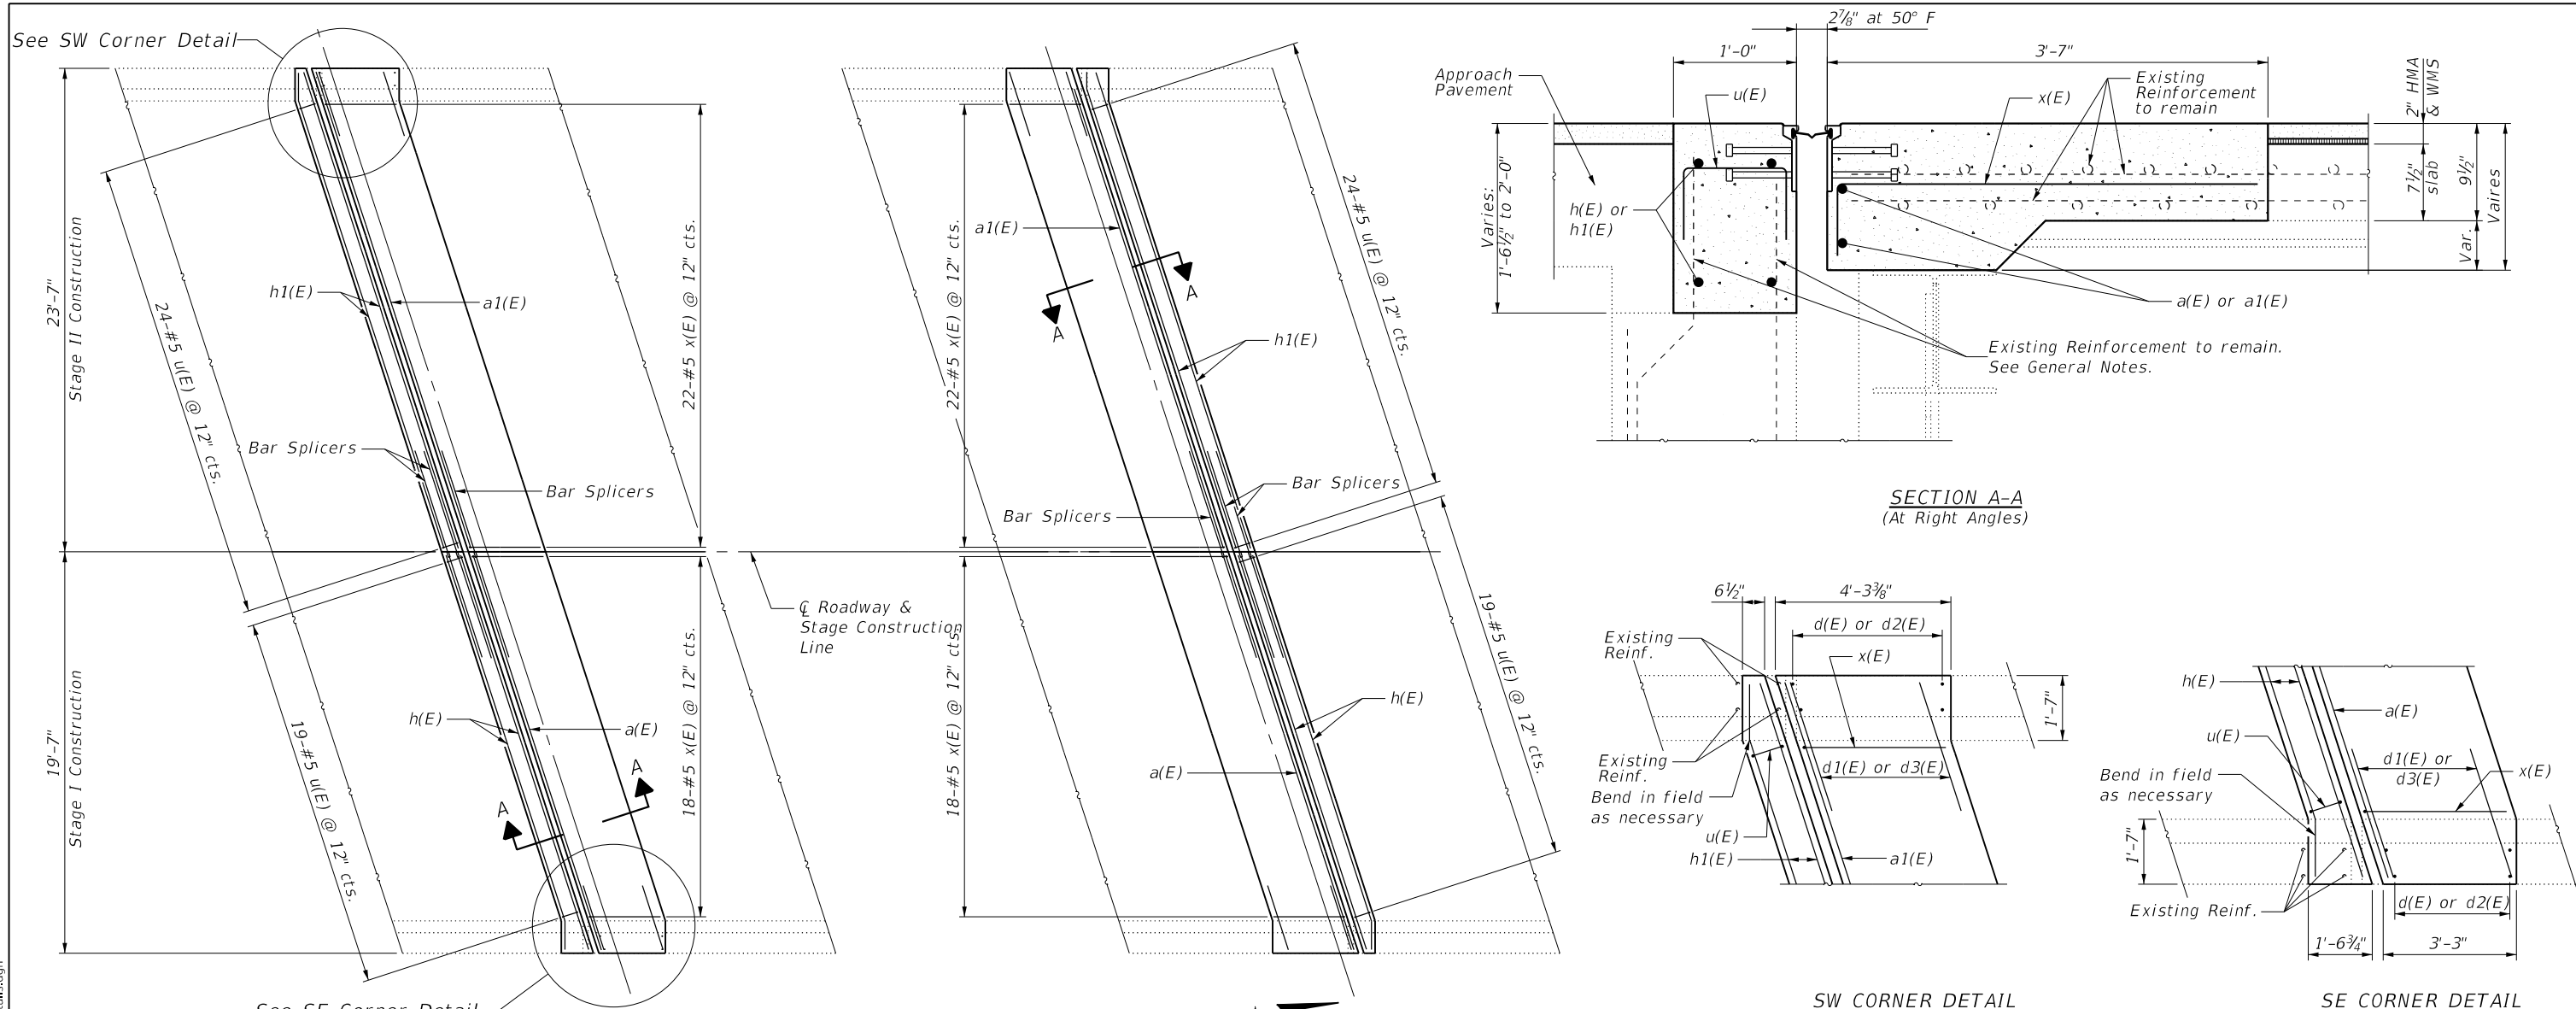 See SW Corner Detail
23'-7"
Stage II Construction
24-#5 u(E) @ 12" cts.
h1(E)
a1(E)
22-#5 x(E) @ 12" cts.
Bar Splicers
Bar Splicers
19'-7"
Stage I Construction
19-#5 u(E) @ 12" cts.
h(E)
a(E)
18-#5 x(E) @ 12" cts.
A
A
See SE Corner Detail
℄ Roadway &
Stage Construction
Line
a1(E)
22-#5 x(E) @ 12" cts.
A
A
24-#5 u(E) @ 12" cts.
h1(E)
Bar Splicers
Bar Splicers
18-#5 x(E) @ 12" cts.
19-#5 u(E) @ 12" cts.
h(E)
a(E)
2⅞" at 50° F
1'-0"
3'-7"
Approach
Pavement
u(E)
x(E)
Existing
Reinforcement
to remain
2" HMA
& WMS
Varies:
1'-6½" to 2'-0"
h(E) or
h1(E)
7½"
slab
9½"
Var.
Vaires
a(E) or a1(E)
Existing Reinforcement to remain.
See General Notes.
SECTION A-A
(At Right Angles)
6½"
4'-3⅜"
d(E) or d2(E)
Existing
Reinf.
x(E)
1'-7"
Existing
Reinf.
d1(E) or d3(E)
Bend in field
as necessary
u(E)
h1(E)
a1(E)
SW CORNER DETAIL
h(E)
a(E)
u(E)
d1(E) or
d3(E)
Bend in field
as necessary
x(E)
1'-7"
Existing Reinf.
d(E) or d2(E)
1'-6¾"
3'-3"
SE CORNER DETAIL